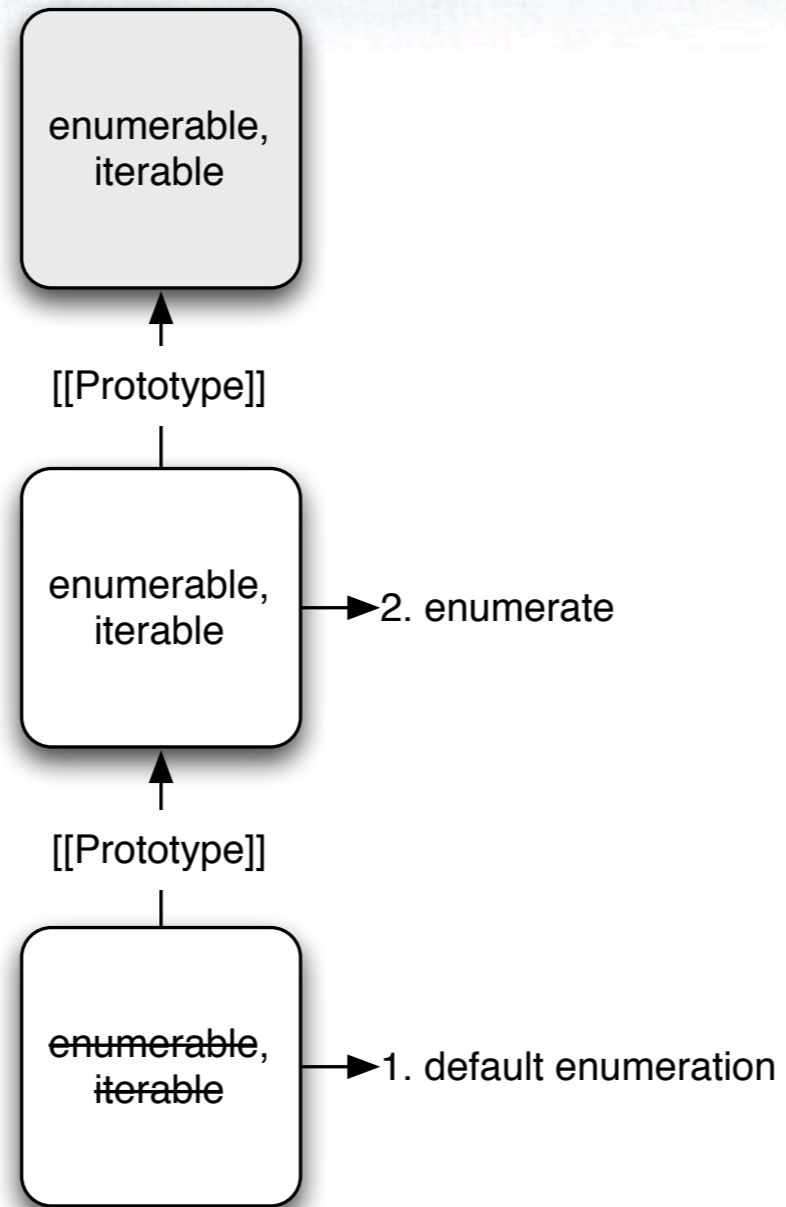 enumerable,
iterable
[[Prototype]]
enumerable,
iterable
2. enumerate
[[Prototype]]
enumerable,
iterable
1. default enumeration